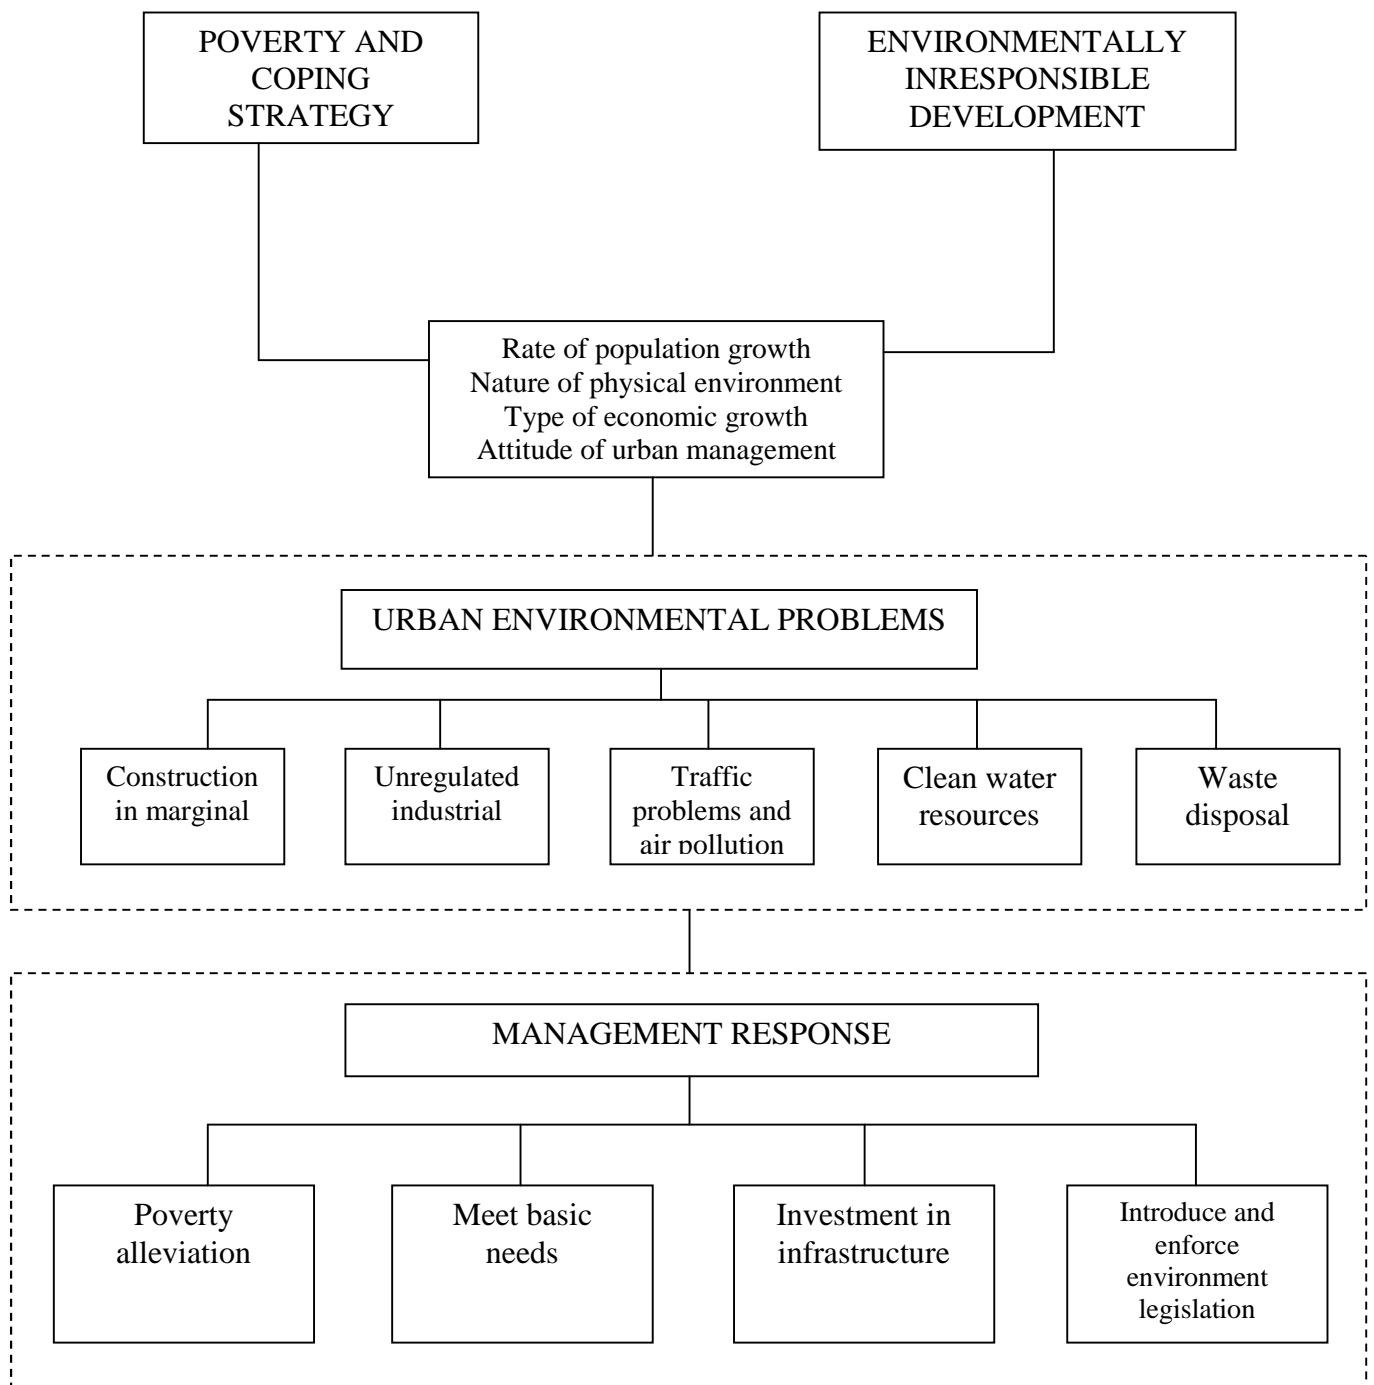 POVERTY AND
COPING
STRATEGY
ENVIRONMENTALLY
INRESPONSIBLE
DEVELOPMENT
Rate of population growth
Nature of physical environment
Type of economic growth
Attitude of urban management
URBAN ENVIRONMENTAL PROBLEMS
Construction
in marginal
Unregulated
industrial
Traffic
problems and
air pollution
Clean water
resources
Waste
disposal
MANAGEMENT RESPONSE
Poverty
alleviation
Meet basic
needs
Investment in
infrastructure
Introduce and
enforce
environment
legislation